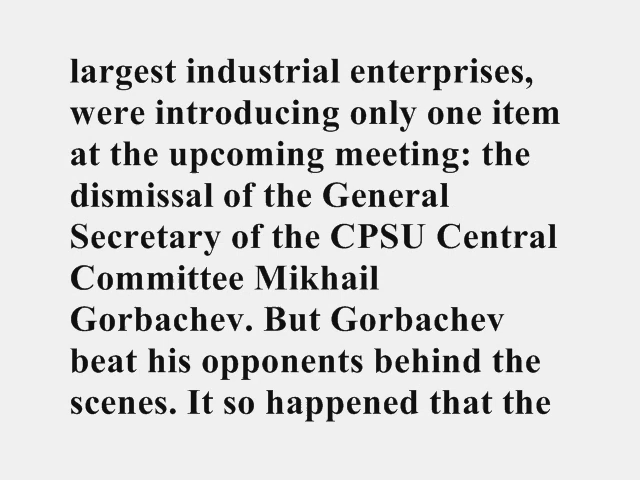 largest industrial enterprises,
were introducing only one item
at the upcoming meeting: the
dismissal of the General
Secretary of the CPSU Central
Committee Mikhail
Gorbachev. But Gorbachev
beat his opponents behind the
scenes. It so happened that the